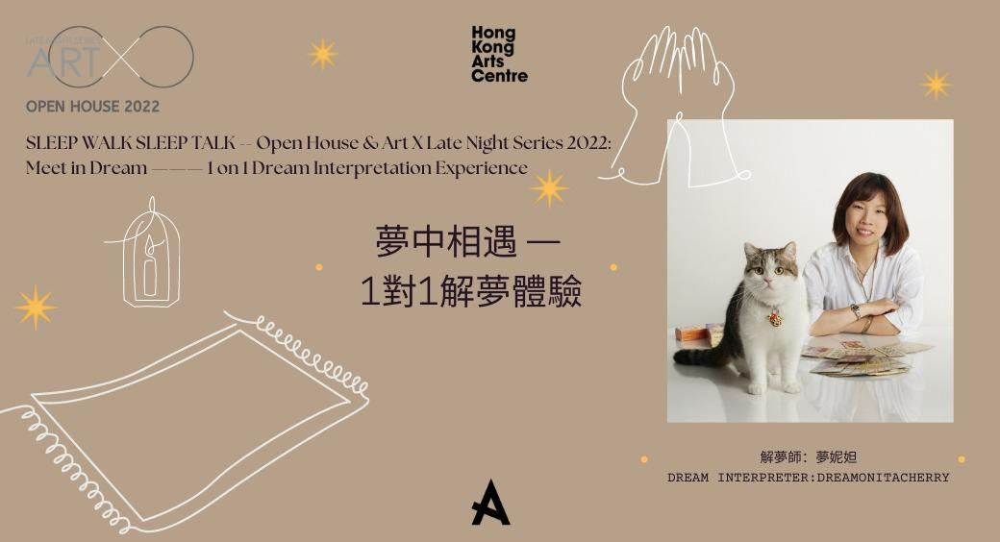 LATE NIGHT SERIES
ART X
OPEN HOUSE 2022
Hong
Kong
Arts
Centre
SLEEP WALK SLEEP TALK -- Open House & Art X Late Night Series 2022:
Meet in Dream ——— 1 on 1 Dream Interpretation Experience
夢中相遇 —
1對1解夢體驗
解夢師：夢妮妲
DREAM INTERPRETER:DREAMONITACHERRY